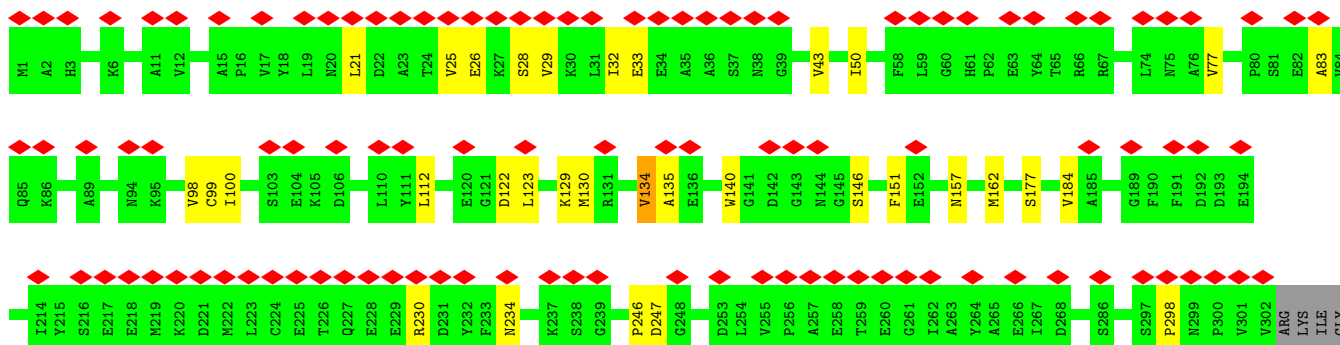 M1 A2 H3 K6 A11 V12 A15 P16 V17 Y18 L19 N20 L21 D22 A23 T24 V25 E26 K27 S28 V29 K30 L31 I32 E33 E34 A35 A36 S37 N38 G39 V43 I50 F58 L59 G60 H61 P62 E63 Y64 T65 R66 R67 L74 N75 A76 V77 P80 S81 E82 A83 V84
Q85 K86 A89 N94 K95 V98 C99 I100 S103 E104 K105 D106 L110 Y111 L112 E120 G121 D122 L123 K129 M130 R131 V134 A135 E136 W140 G141 D142 G143 N144 G145 S146 F151 E152 N157 M162 S177 V184 A185 G189 F190 F191 D192 D193 E194
I214 Y215 S216 E217 E218 M219 K220 D221 M222 L223 C224 E225 T226 Q227 E228 E229 R230 D231 Y232 F233 N234 K237 S238 G239 P246 D247 G248 D253 L254 V255 P256 A257 E258 T259 E260 G261 I262 A263 Y264 A265 E266 I267 D268 S286 S297 P298 N299 P300 V301 V302 ARG LYS ILE